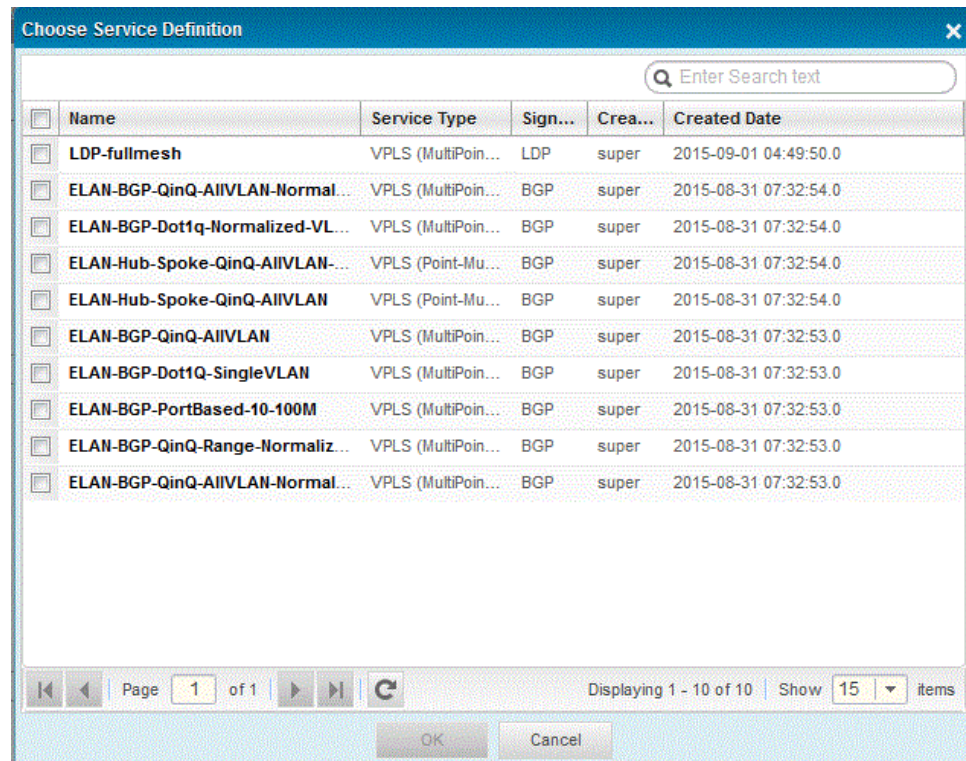 Choose Service Definition
Enter Search text
Name Service Type Sign... Crea... Created Date
LDP-fullmesh VPLS (MultiPoin... LDP super 2015-09-01 04:49:50.0
ELAN-BGP-QinQ-AllVLAN-Normal... VPLS (MultiPoin... BGP super 2015-08-31 07:32:54.0
ELAN-BGP-Dot1q-Normalized-VL... VPLS (MultiPoin... BGP super 2015-08-31 07:32:54.0
ELAN-Hub-Spoke-QinQ-AllVLAN-... VPLS (Point-Mu... BGP super 2015-08-31 07:32:54.0
ELAN-Hub-Spoke-QinQ-AllVLAN VPLS (Point-Mu... BGP super 2015-08-31 07:32:54.0
ELAN-BGP-QinQ-AllVLAN VPLS (MultiPoin... BGP super 2015-08-31 07:32:53.0
ELAN-BGP-Dot1Q-SingleVLAN VPLS (MultiPoin... BGP super 2015-08-31 07:32:53.0
ELAN-BGP-PortBased-10-100M VPLS (MultiPoin... BGP super 2015-08-31 07:32:53.0
ELAN-BGP-QinQ-Range-Normaliz... VPLS (MultiPoin... BGP super 2015-08-31 07:32:53.0
ELAN-BGP-QinQ-AllVLAN-Normal... VPLS (MultiPoin... BGP super 2015-08-31 07:32:53.0
Page 1 of 1 Displaying 1 - 10 of 10 Show 15 items
OK Cancel